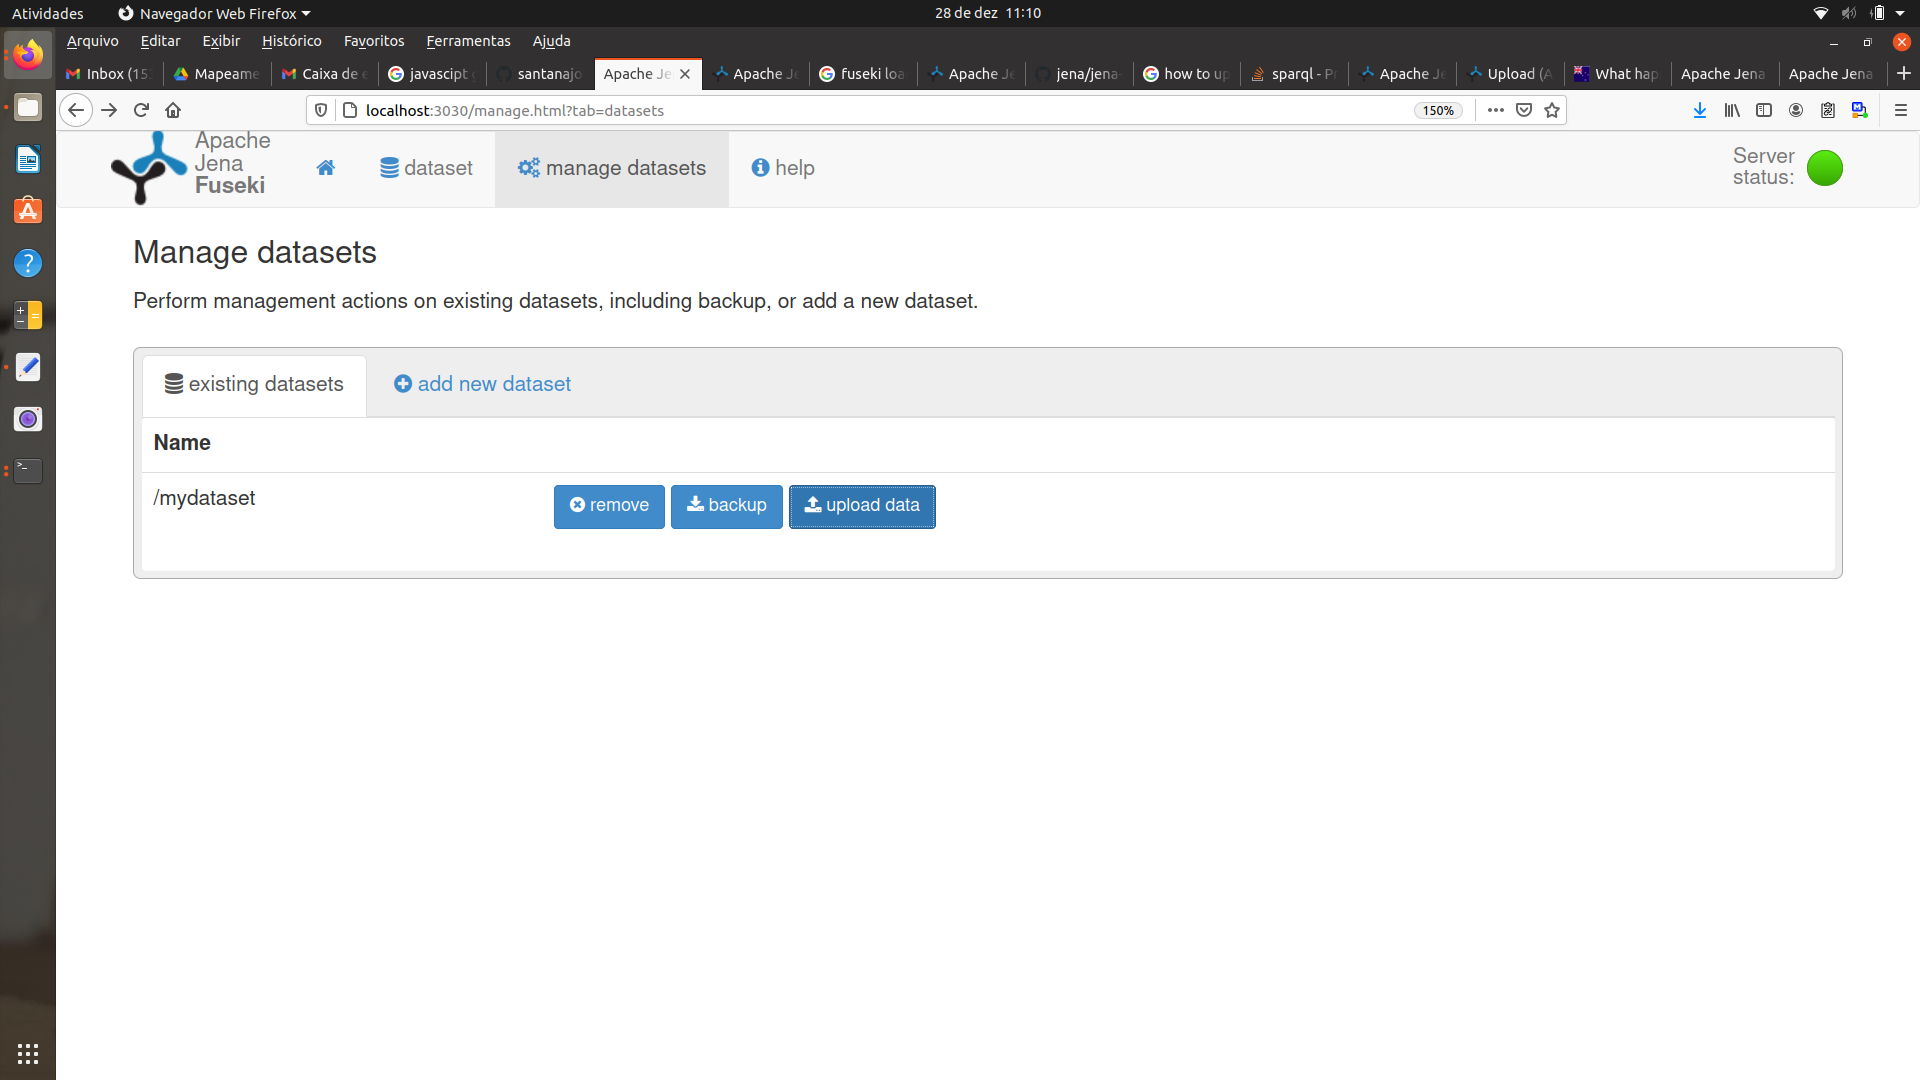 Atividades Navegador Web Firefox 28 de dez 11:10
Arquivo Editar Exibir Histórico Favoritos Ferramentas Ajuda
Inbox (15 Mapeame Caixa de e javascipt santanajo Apache Je Apache Je fuseki loa Apache Je jena/jena- how to up sparql - Pr Apache Je Upload (A What hap Apache Jena Apache Jena
localhost:3030/manage.html?tab=datasets 150%
Apache
Jena
Fuseki
dataset manage datasets help
Server
status:
Manage datasets
Perform management actions on existing datasets, including backup, or add a new dataset.
existing datasets add new dataset
Name
/mydataset remove backup upload data